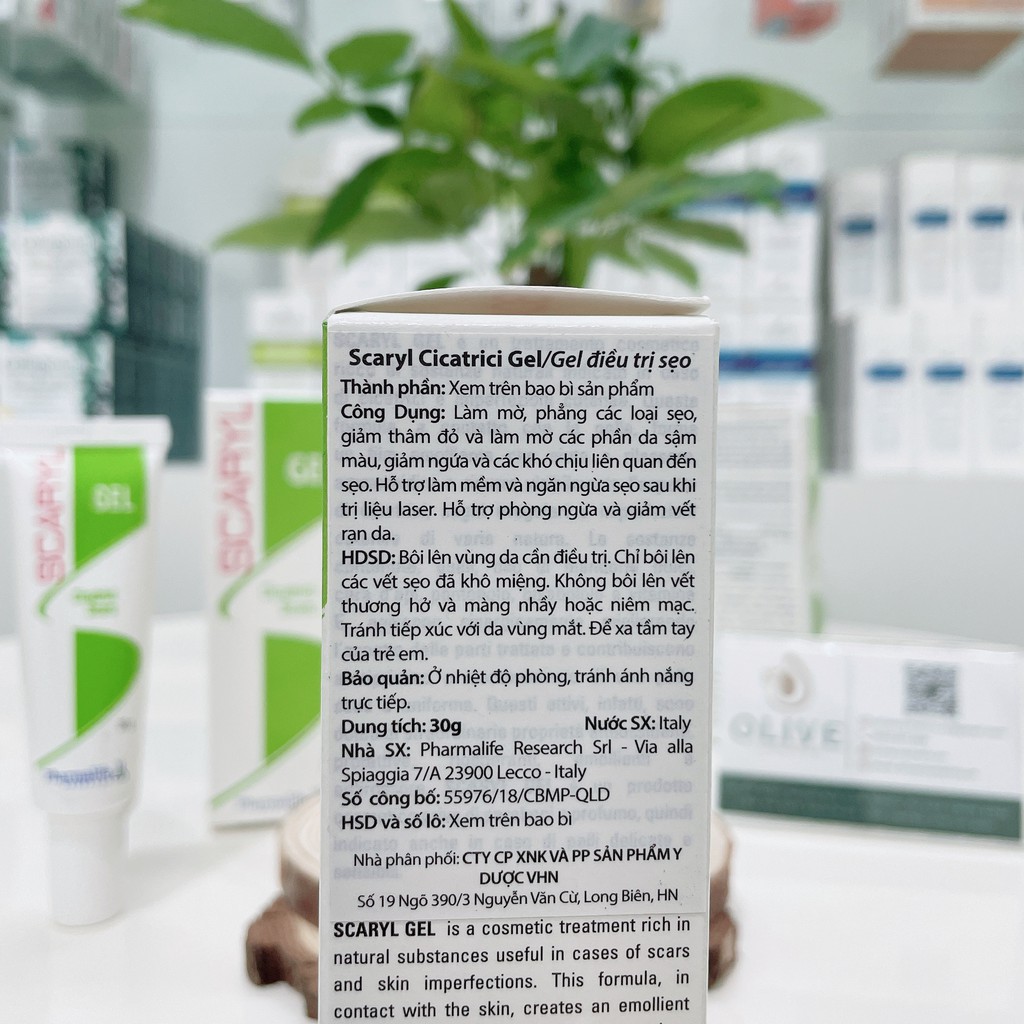 Scaryl Cicatrici Gel/Gel điều trị sẹo
Thành phần: Xem trên bao bì sản phẩm
Công Dụng: Làm mờ, phẳng các loại sẹo,
giảm thâm đỏ và làm mờ các phần da sậm
màu, giảm ngứa và các khó chịu liên quan đến
sẹo. Hỗ trợ làm mềm và ngăn ngừa sẹo sau khi
trị liệu laser. Hỗ trợ phòng ngừa và giảm vết
rạn da.
HDSD: Bôi lên vùng da cần điều trị. Chỉ bôi lên
các vết sẹo đã khô miệng. Không bôi lên vết
thương hở và màng nhầy hoặc niêm mạc.
Tránh tiếp xúc với da vùng mắt. Để xa tầm tay
của trẻ em.
Bảo quản: Ở nhiệt độ phòng, tránh ánh nắng
trực tiếp.
Dung tích: 30g Nước SX: Italy
Nhà SX: Pharmalife Research Srl - Via alla
Spiaggia 7/A 23900 Lecco - Italy
Số công bố: 55976/18/CBMP-QLD
HSD và số lô: Xem trên bao bì
Nhà phân phối: CTY CP XNK VÀ PP SẢN PHẨM Y
DƯỢC VHN
Số 19 Ngõ 390/3 Nguyễn Văn Cừ, Long Biên, HN
SCARYL GEL is a cosmetic treatment rich in
natural substances useful in cases of scars
and skin imperfections. This formula, in
contact with the skin, creates an emollient
SCARYL
GEL
SCARYL
GEL
OLIVE